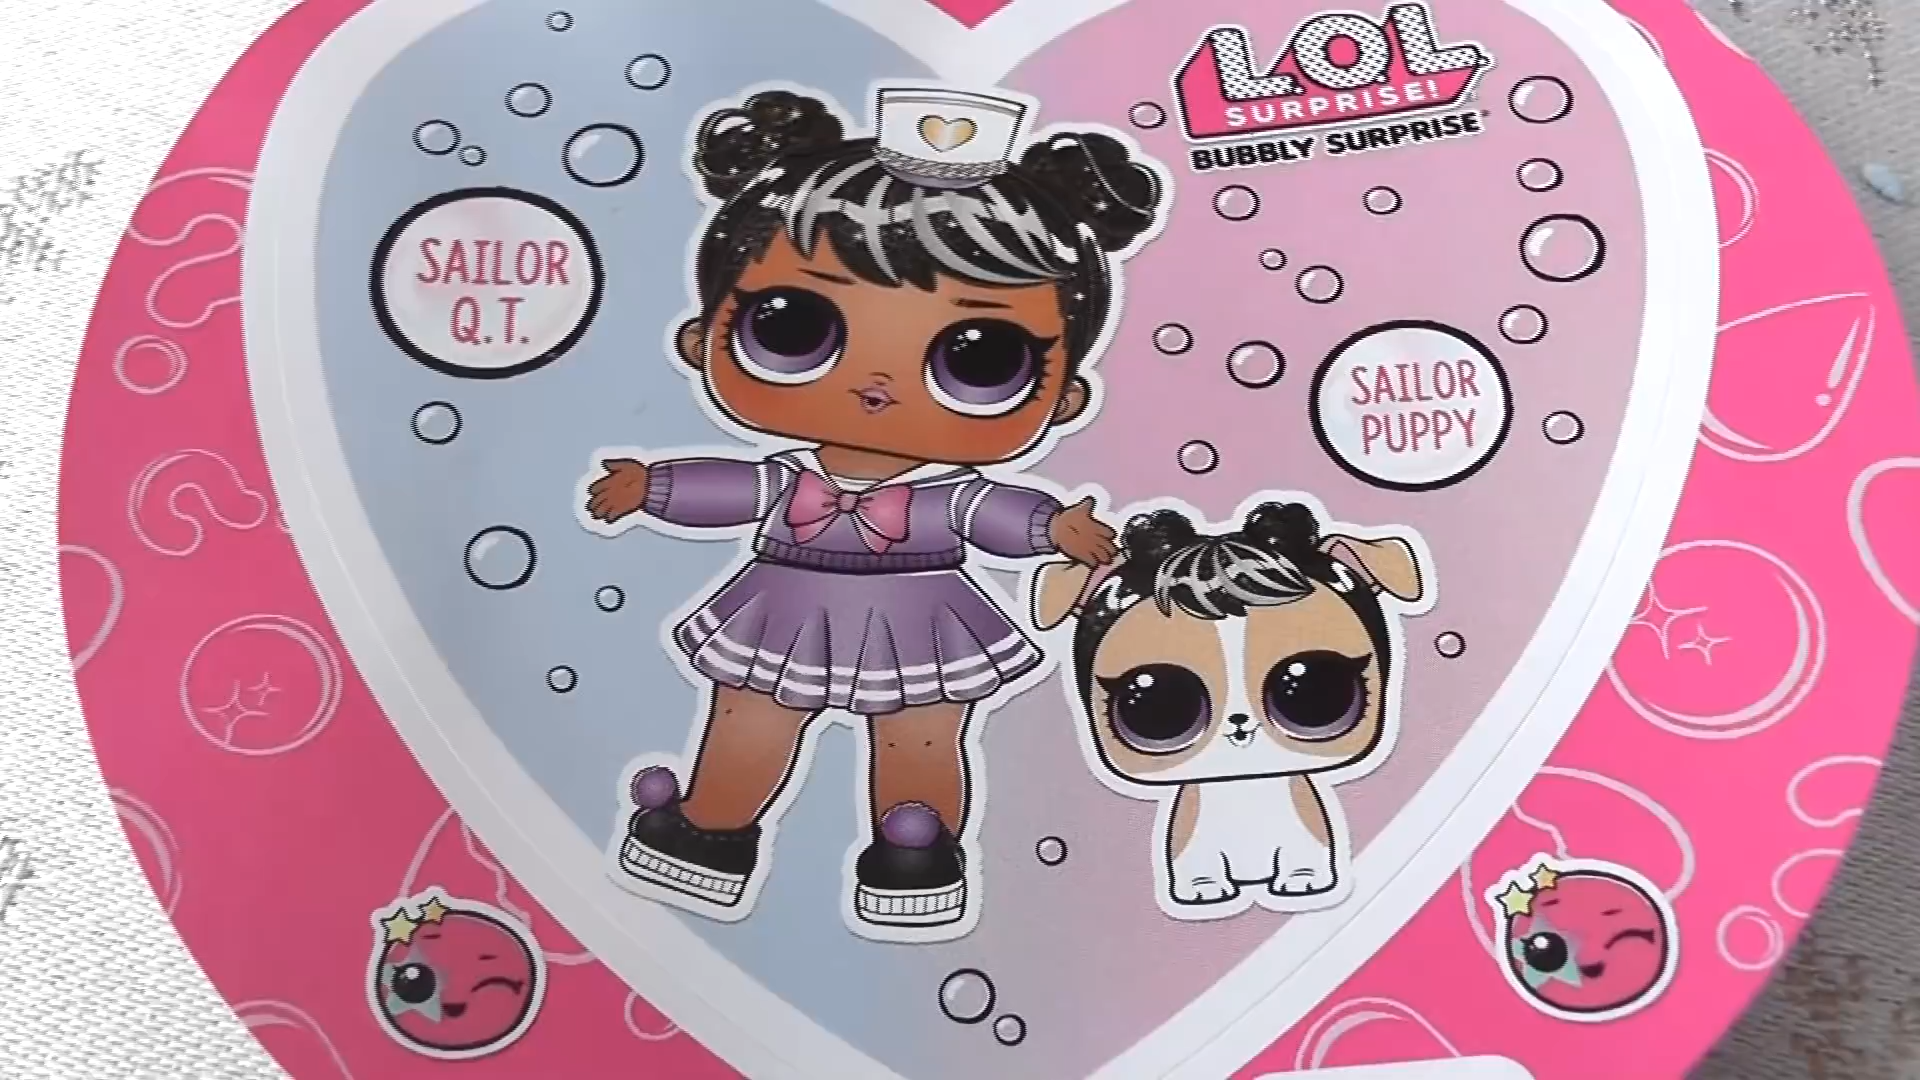 L.O.L.
SURPRISE!
BUBBLY SURPRISE
SAILOR
Q.T.
SAILOR
PUPPY